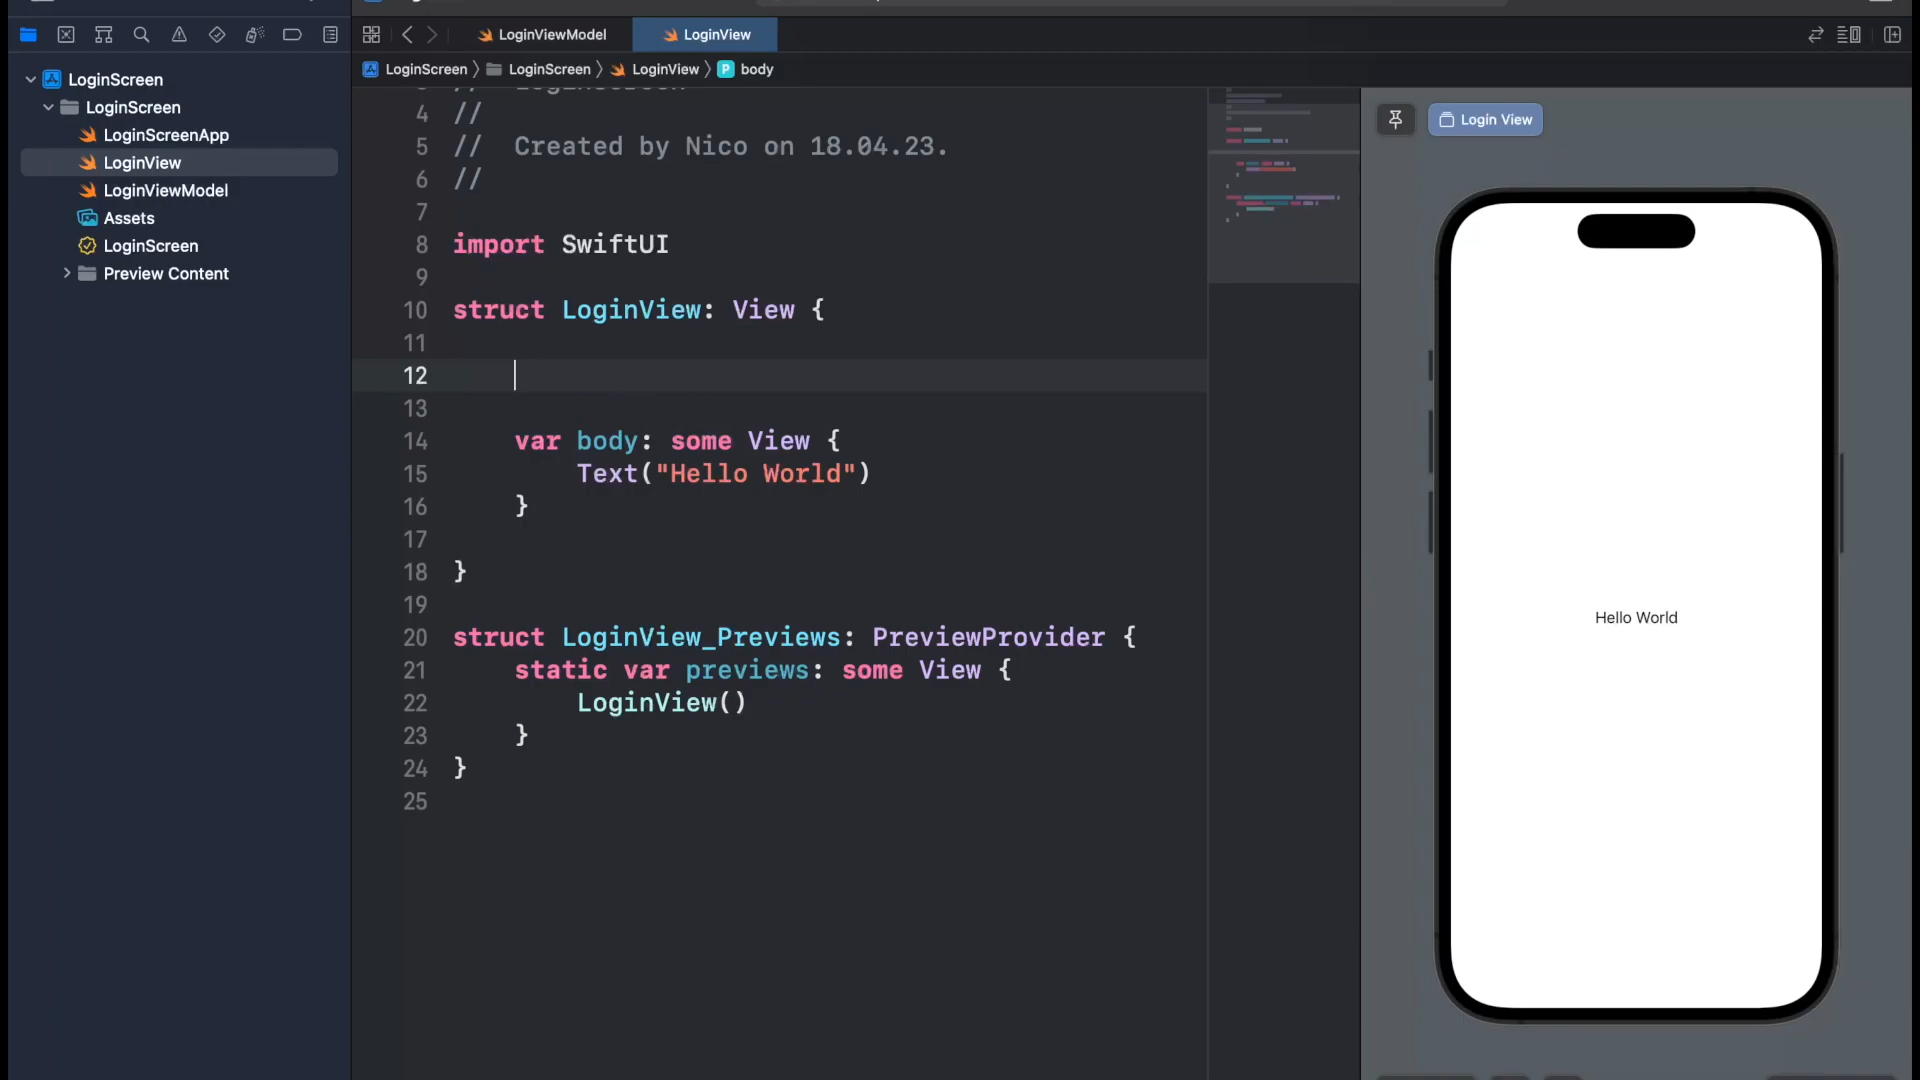 LoginViewModel
LoginView
LoginScreen
LoginScreen
LoginView
body
LoginScreen
LoginScreen
LoginScreenApp
LoginView
LoginViewModel
Assets
LoginScreen
Preview Content
4 //
5 //  Created by Nico on 18.04.23.
6 //
7
8 import SwiftUI
9
10 struct LoginView: View {
11
12
13
14     var body: some View {
15         Text("Hello World")
16     }
17
18 }
19
20 struct LoginView_Previews: PreviewProvider {
21     static var previews: some View {
22         LoginView()
23     }
24 }
25
Login View
Hello World